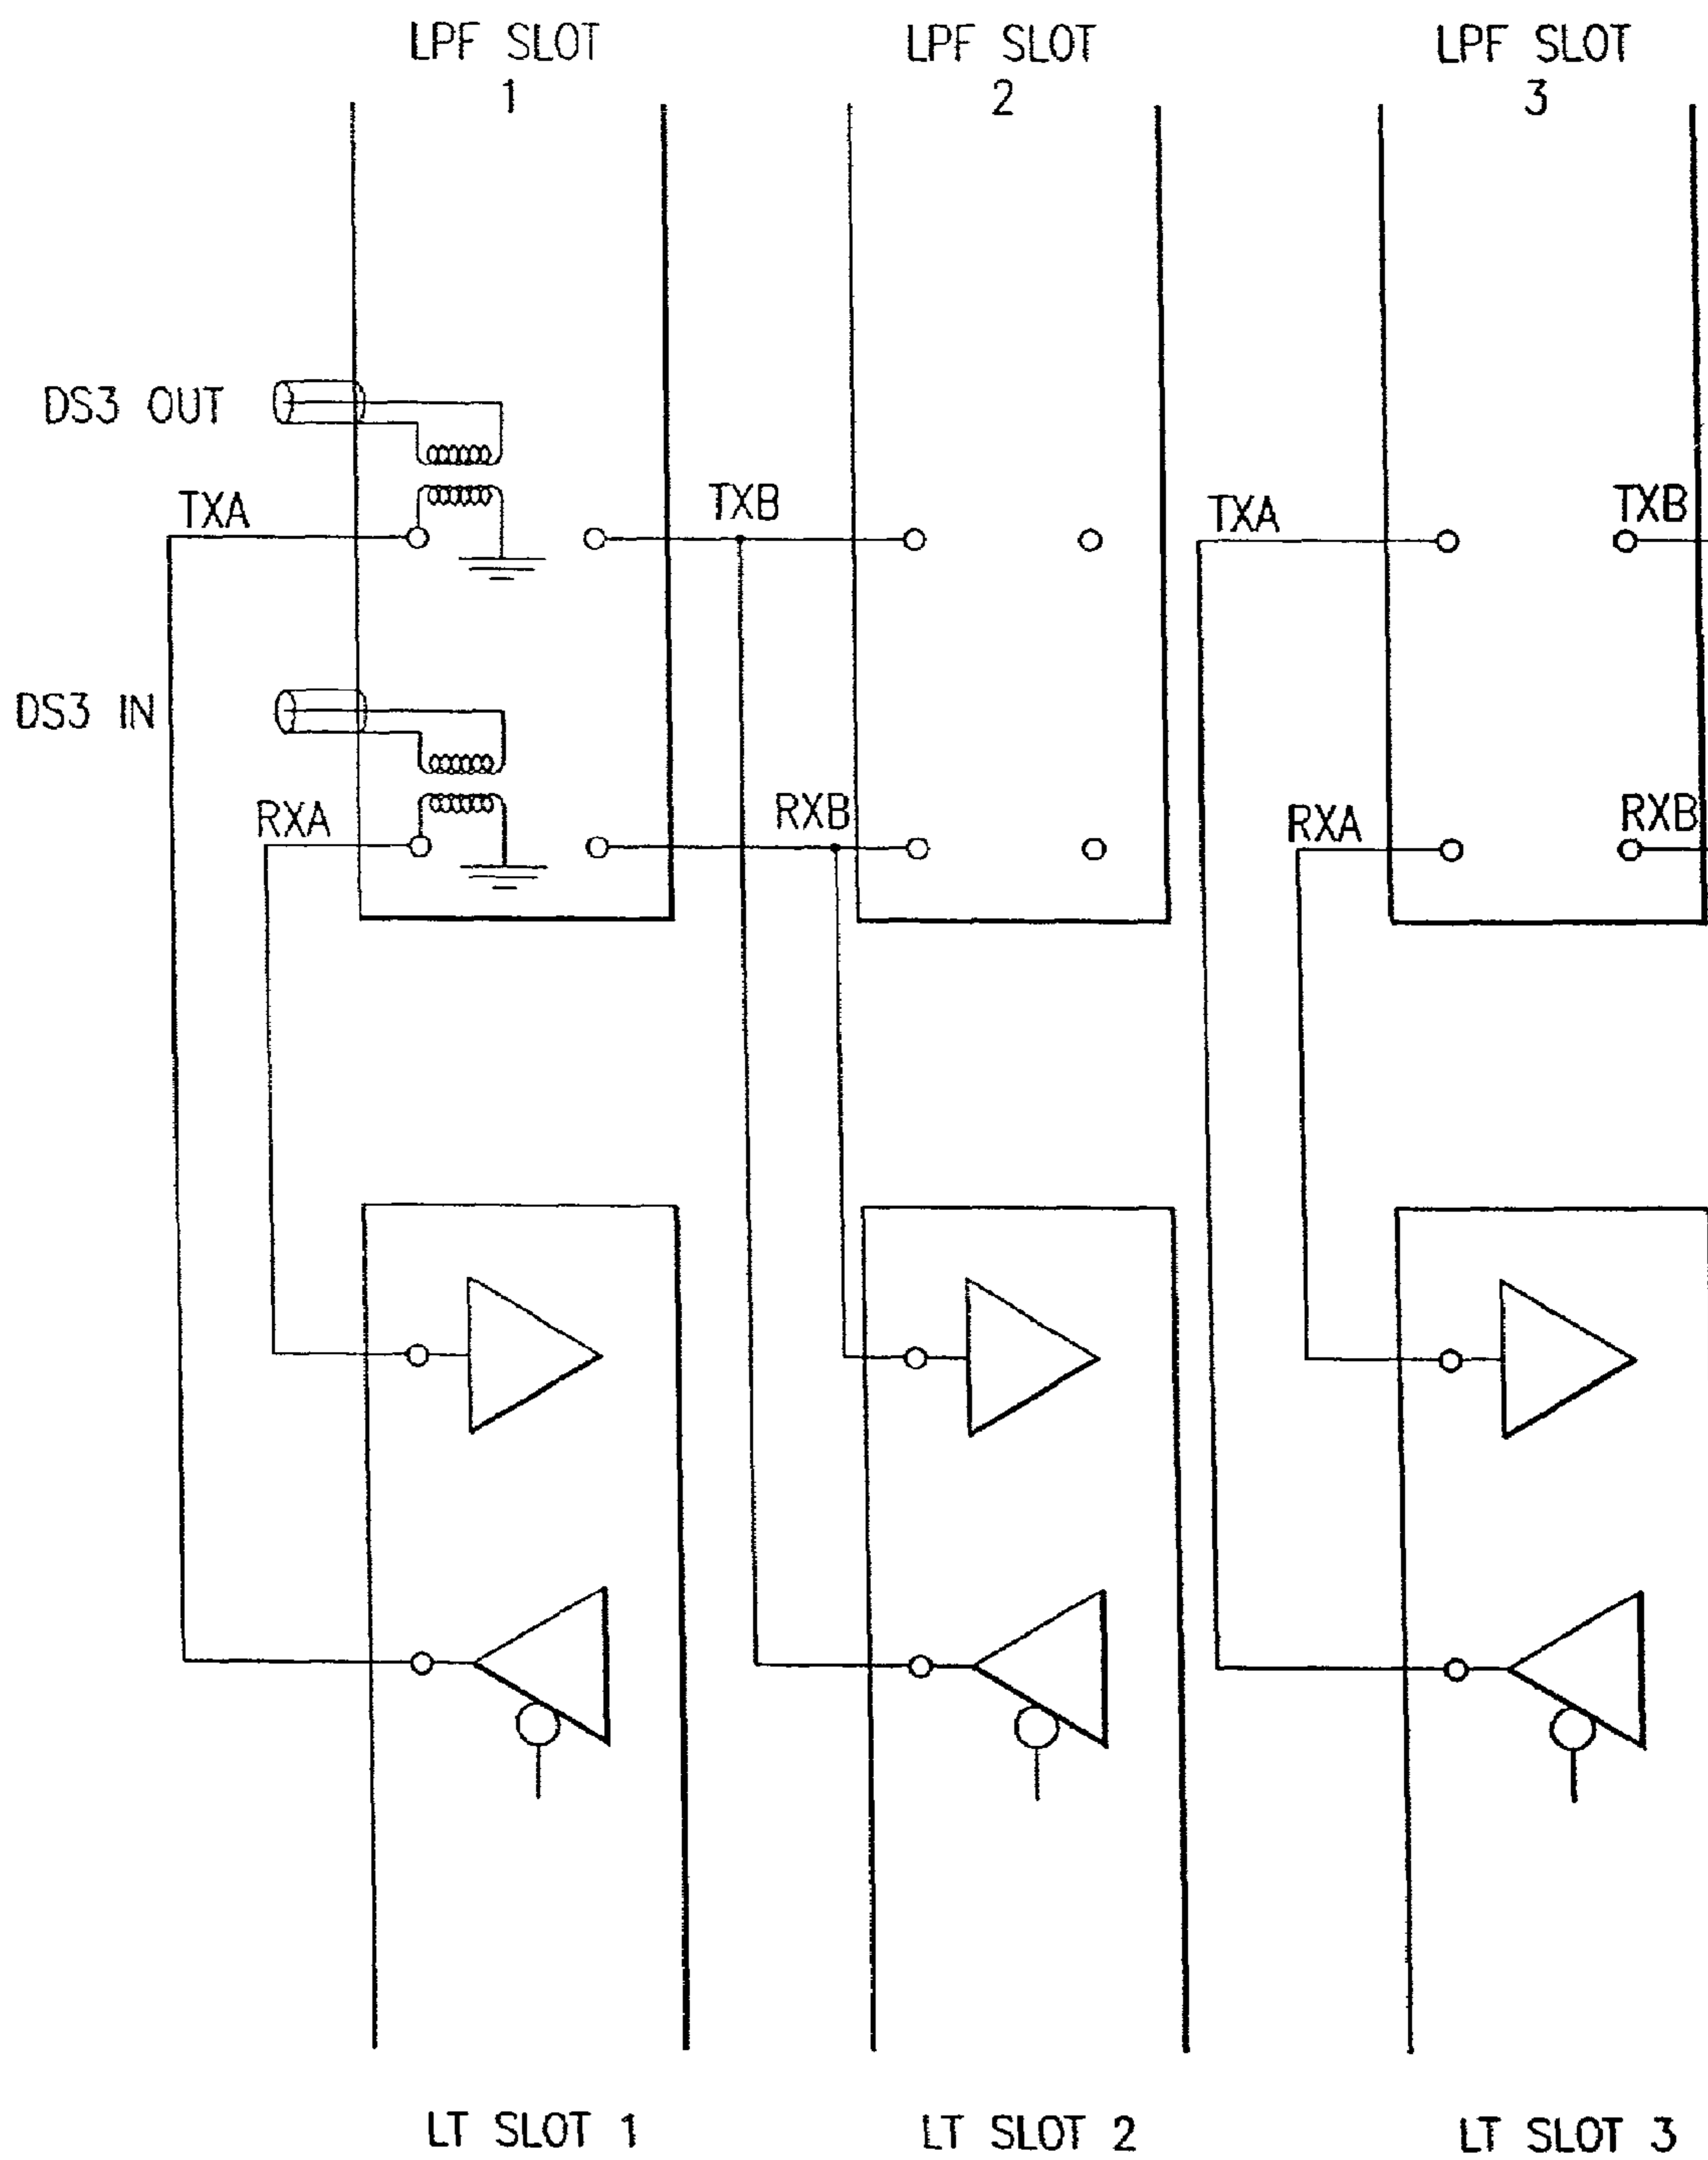 LPF SLOT
1
LPF SLOT
2
LPF SLOT
3
DS3 OUT
TXA
TXB
TXA
TXB
DS3 IN
RXA
RXB
RXA
RXB
LT SLOT 1
LT SLOT 2
LT SLOT 3